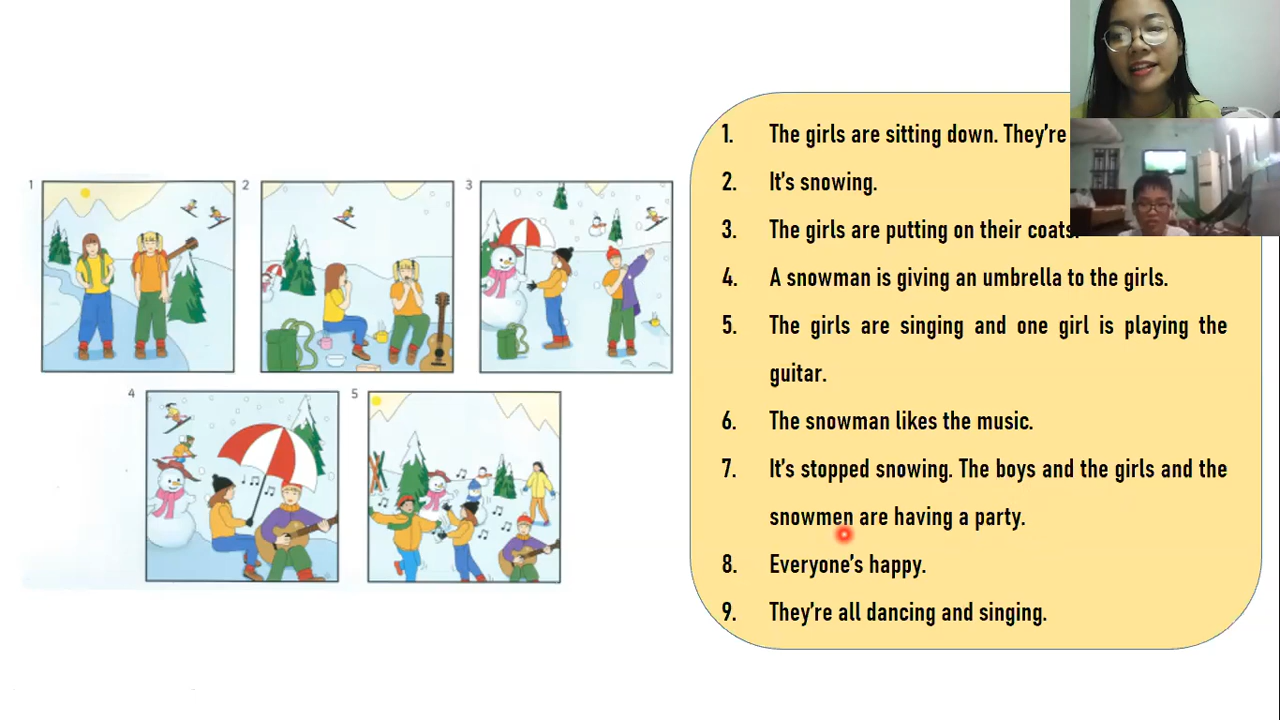 1
2
3
4
5
1. The girls are sitting down. They're
2. It's snowing.
3. The girls are putting on their coats.
4. A snowman is giving an umbrella to the girls.
5. The girls are singing and one girl is playing the
guitar.
6. The snowman likes the music.
7. It's stopped snowing. The boys and the girls and the
snowmen are having a party.
8. Everyone's happy.
9. They're all dancing and singing.